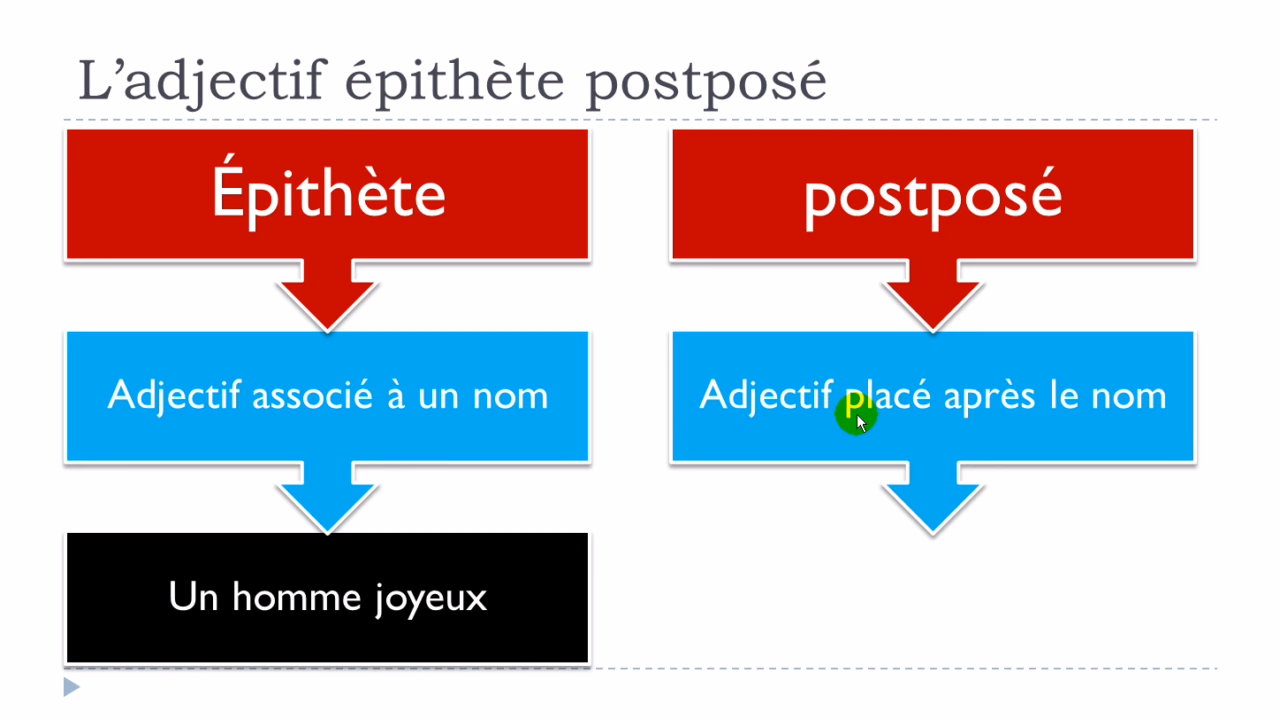 L’adjectif épithète postposé
Épithète
postposé
Adjectif associé à un nom
Adjectif placé après le nom
Un homme joyeux